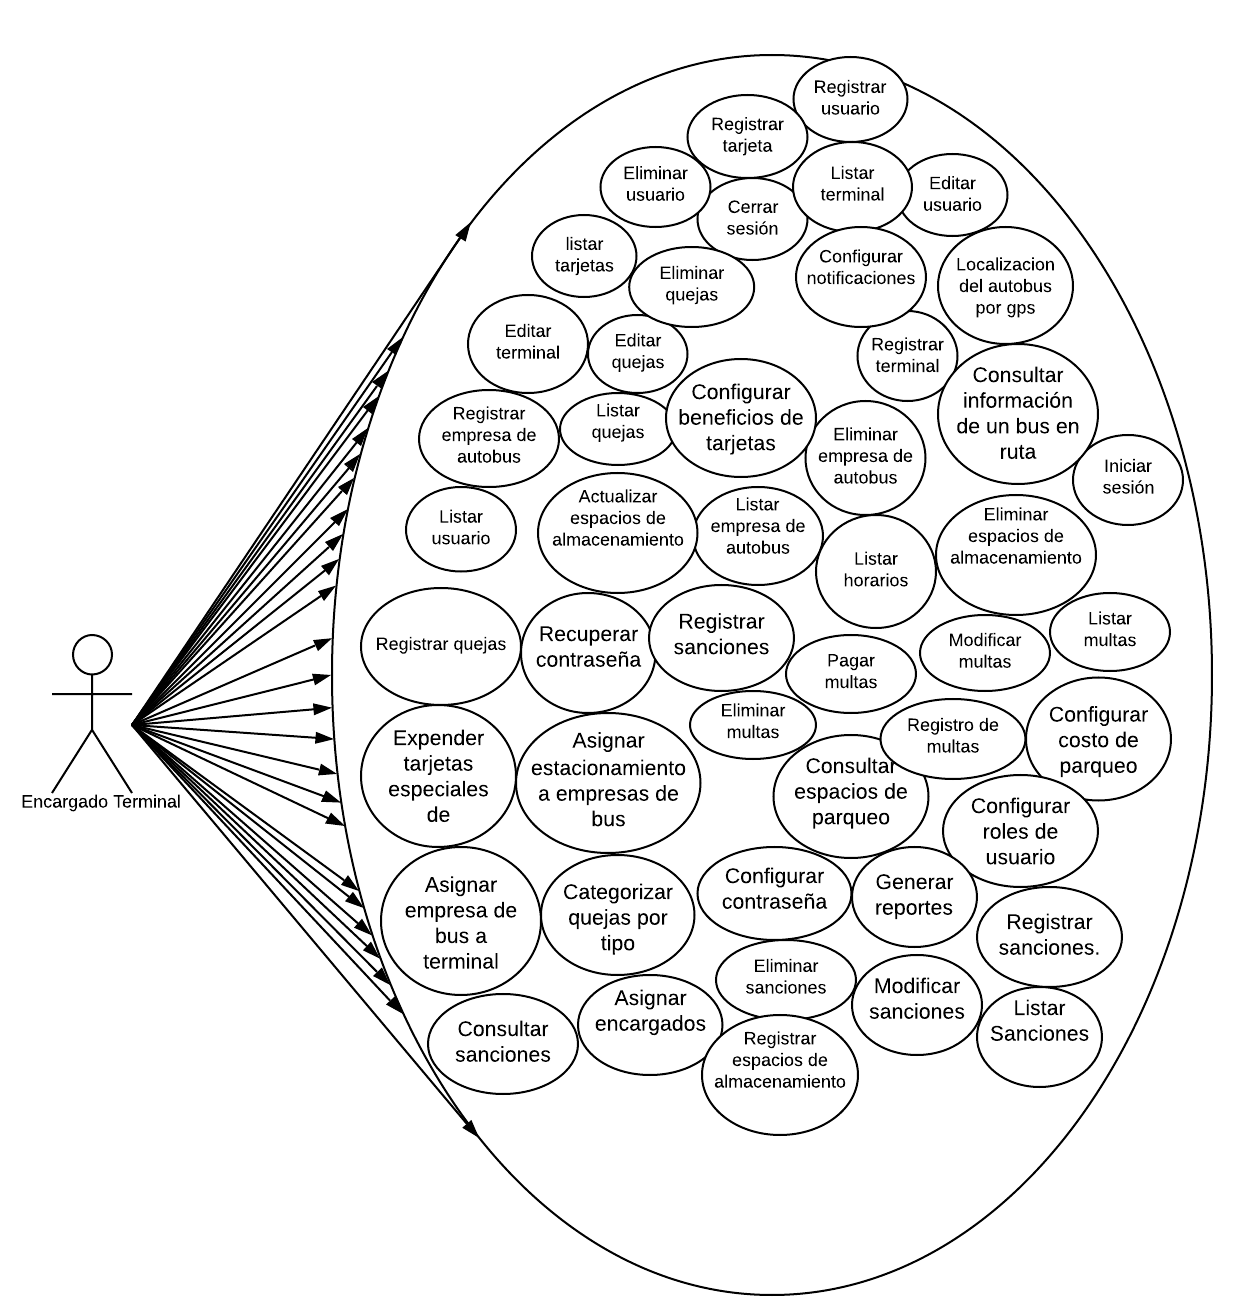 Registrar
usuario
Registrar
tarjeta
Eliminar
usuario
Listar
terminal
Editar
usuario
Cerrar
sesión
listar
tarjetas
Eliminar
quejas
Configurar
notificaciones
Localizacion
del autobus
por gps
Editar
terminal
Editar
quejas
Registrar
terminal
Configurar
beneficios de
tarjetas
Consultar
información
de un bus en
ruta
Registrar
empresa de
autobus
Listar
quejas
Eliminar
empresa de
autobus
Iniciar
sesión
Listar
usuario
Actualizar
espacios de
almacenamiento
Listar
empresa de
autobus
Listar
horarios
Eliminar
espacios de
almacenamiento
Registrar quejas
Recuperar
contraseña
Registrar
sanciones
Pagar
multas
Modificar
multas
Listar
multas
Eliminar
multas
Registro de
multas
Configurar
costo de
parqueo
Expender
tarjetas
especiales
de
Asignar
estacionamiento
a empresas de
bus
Consultar
espacios de
parqueo
Configurar
roles de
usuario
Encargado Terminal
Asignar
empresa de
bus a
terminal
Categorizar
quejas por
tipo
Configurar
contraseña
Generar
reportes
Registrar
sanciones.
Eliminar
sanciones
Modificar
sanciones
Listar
Sanciones
Consultar
sanciones
Asignar
encargados
Registrar
espacios de
almacenamiento